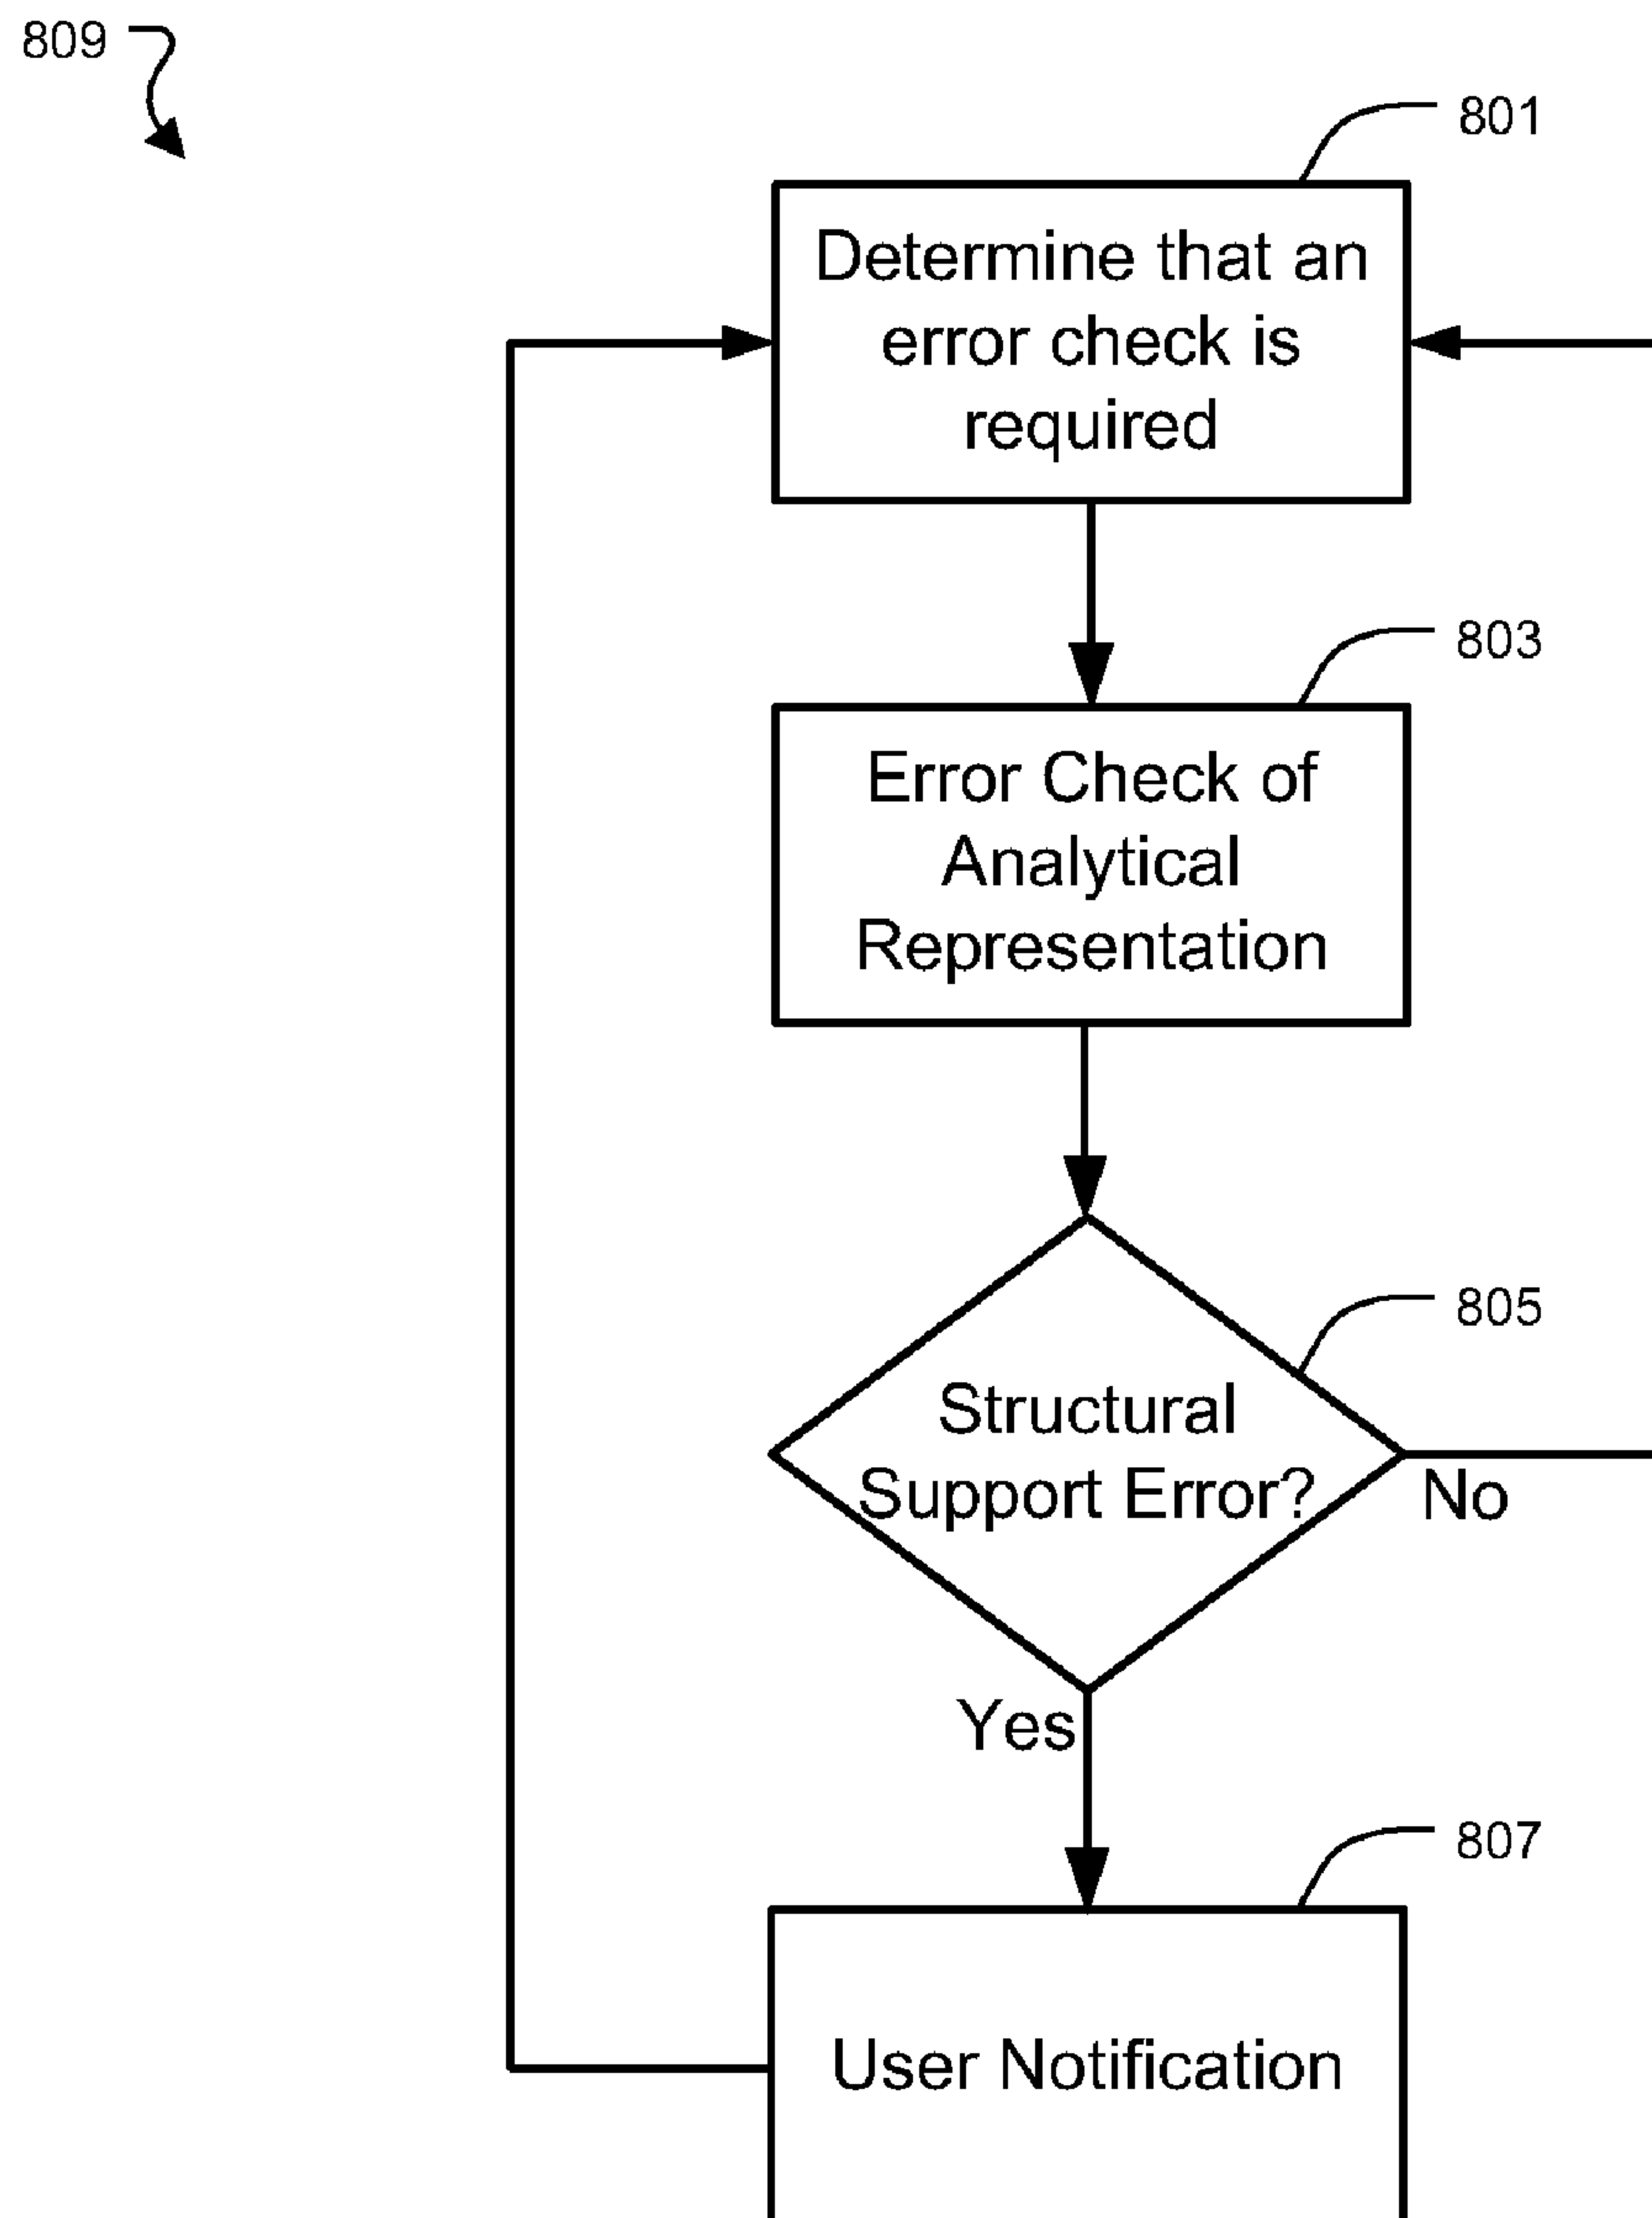 809
801
Determine that an
error check is
required
803
Error Check of
Analytical
Representation
805
Structural
Support Error?
No
Yes
807
User Notification